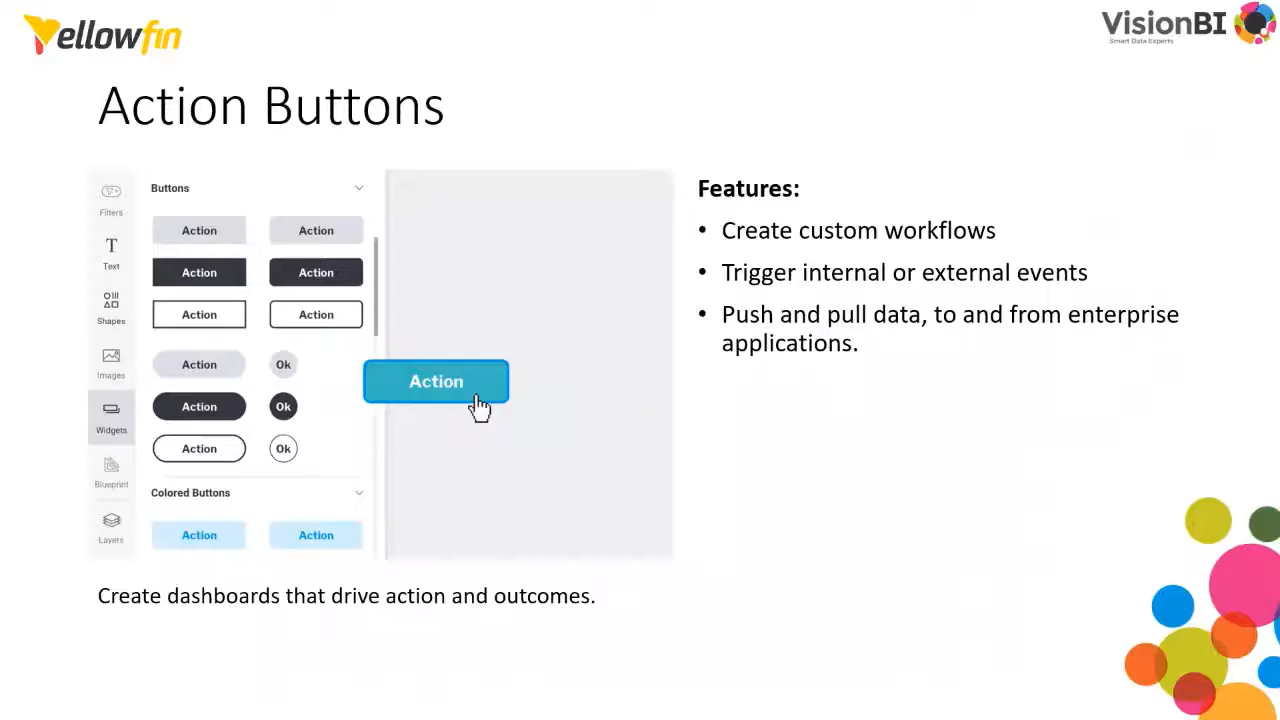 Yellowfin
VisionBI
Smart Data Experts
Action Buttons
Filters
Text
Shapes
Images
Widgets
Blueprint
Layers
Buttons
Action Action
Action Action
Action Action
Action Ok
Action Ok
Action Ok
Colored Buttons
Action Action
Action
Features:
• Create custom workflows
• Trigger internal or external events
• Push and pull data, to and from enterprise
applications.
Create dashboards that drive action and outcomes.